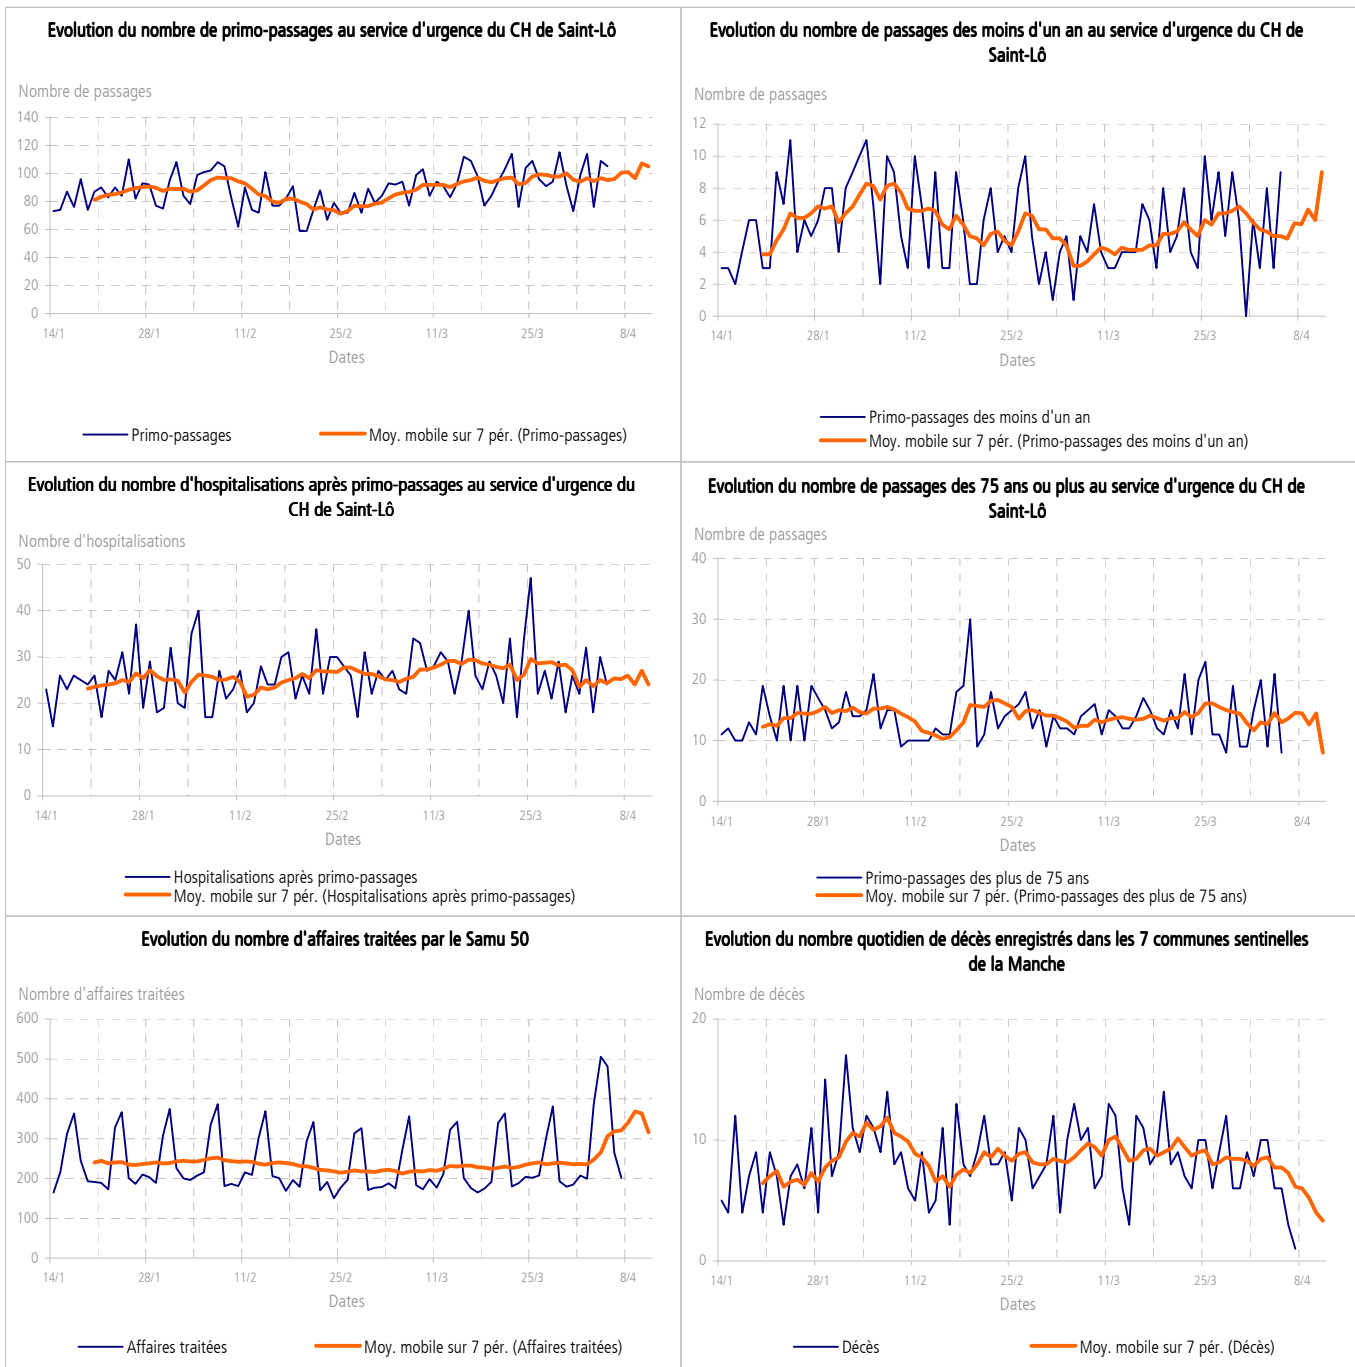 Evolution du nombre de primo-passages au service d'urgence du CH de Saint-Lô
Nombre de passages
140
120
100
80
60
40
20
0
14/1 28/1 11/2 25/2 11/3 25/3 8/4
Dates
Primo-passages Moy. mobile sur 7 pér. (Primo-passages)
Evolution du nombre de passages des moins d'un an au service d'urgence du CH de
Saint-Lô
Nombre de passages
12
10
8
6
4
2
0
14/1 28/1 11/2 25/2 11/3 25/3 8/4
Dates
Primo-passages des moins d'un an
Moy. mobile sur 7 pér. (Primo-passages des moins d'un an)
Evolution du nombre d'hospitalisations après primo-passages au service d'urgence du
CH de Saint-Lô
Nombre d'hospitalisations
50
40
30
20
10
0
14/1 28/1 11/2 25/2 11/3 25/3 8/4
Dates
Hospitalisations après primo-passages
Moy. mobile sur 7 pér. (Hospitalisations après primo-passages)
Evolution du nombre de passages des 75 ans ou plus au service d'urgence du CH de
Saint-Lô
Nombre de passages
40
30
20
10
0
14/1 28/1 11/2 25/2 11/3 25/3 8/4
Dates
Primo-passages des plus de 75 ans
Moy. mobile sur 7 pér. (Primo-passages des plus de 75 ans)
Evolution du nombre d'affaires traitées par le Samu 50
Nombre d'affaires traitées
600
500
400
300
200
100
0
14/1 28/1 11/2 25/2 11/3 25/3 8/4
Dates
Affaires traitées Moy. mobile sur 7 pér. (Affaires traitées)
Evolution du nombre quotidien de décès enregistrés dans les 7 communes sentinelles
de la Manche
Nombre de décès
20
10
0
14/1 28/1 11/2 25/2 11/3 25/3 8/4
Dates
Décès Moy. mobile sur 7 pér. (Décès)